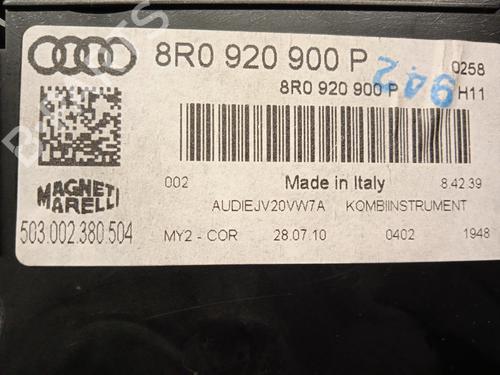 8R0 920 900 P
0258
8R0 920 900 P
H11
942
002
Made in Italy
8.42.39
AUDIEJV20VW7A KOMBIINSTRUMENT
MAGNETI
MARELLI
503.002.380.504
MY2 - COR 28.07.10 0402 1948